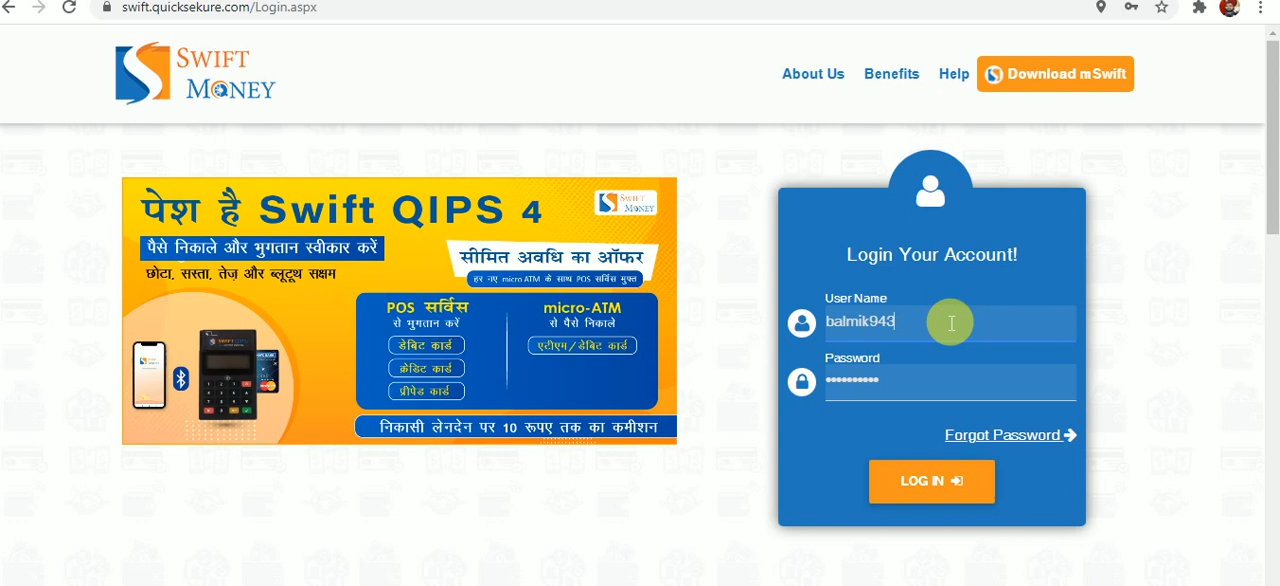 swift.quicksekure.com/Login.aspx
SWIFT
MONEY
About Us
Benefits
Help
Download mSwift
पेश है Swift QIPS 4
SWIFT
MONEY
पैसे निकाले और भुगतान स्वीकार करें
छोटा, सस्ता, तेज़ और ब्लूटूथ सक्षम
सीमित अवधि का ऑफर
हर नए micro ATM के साथ POS सर्विस मुफ्त
POS सर्विस
से भुगतान करें
डेबिट कार्ड
क्रेडिट कार्ड
प्रीपेड कार्ड
micro-ATM
से पैसे निकाले
एटीएम/डेबिट कार्ड
निकासी लेनदेन पर 10 रूपए तक का कमीशन
Login Your Account!
User Name
balmik943
Password
••••••••••
Forgot Password
LOG IN